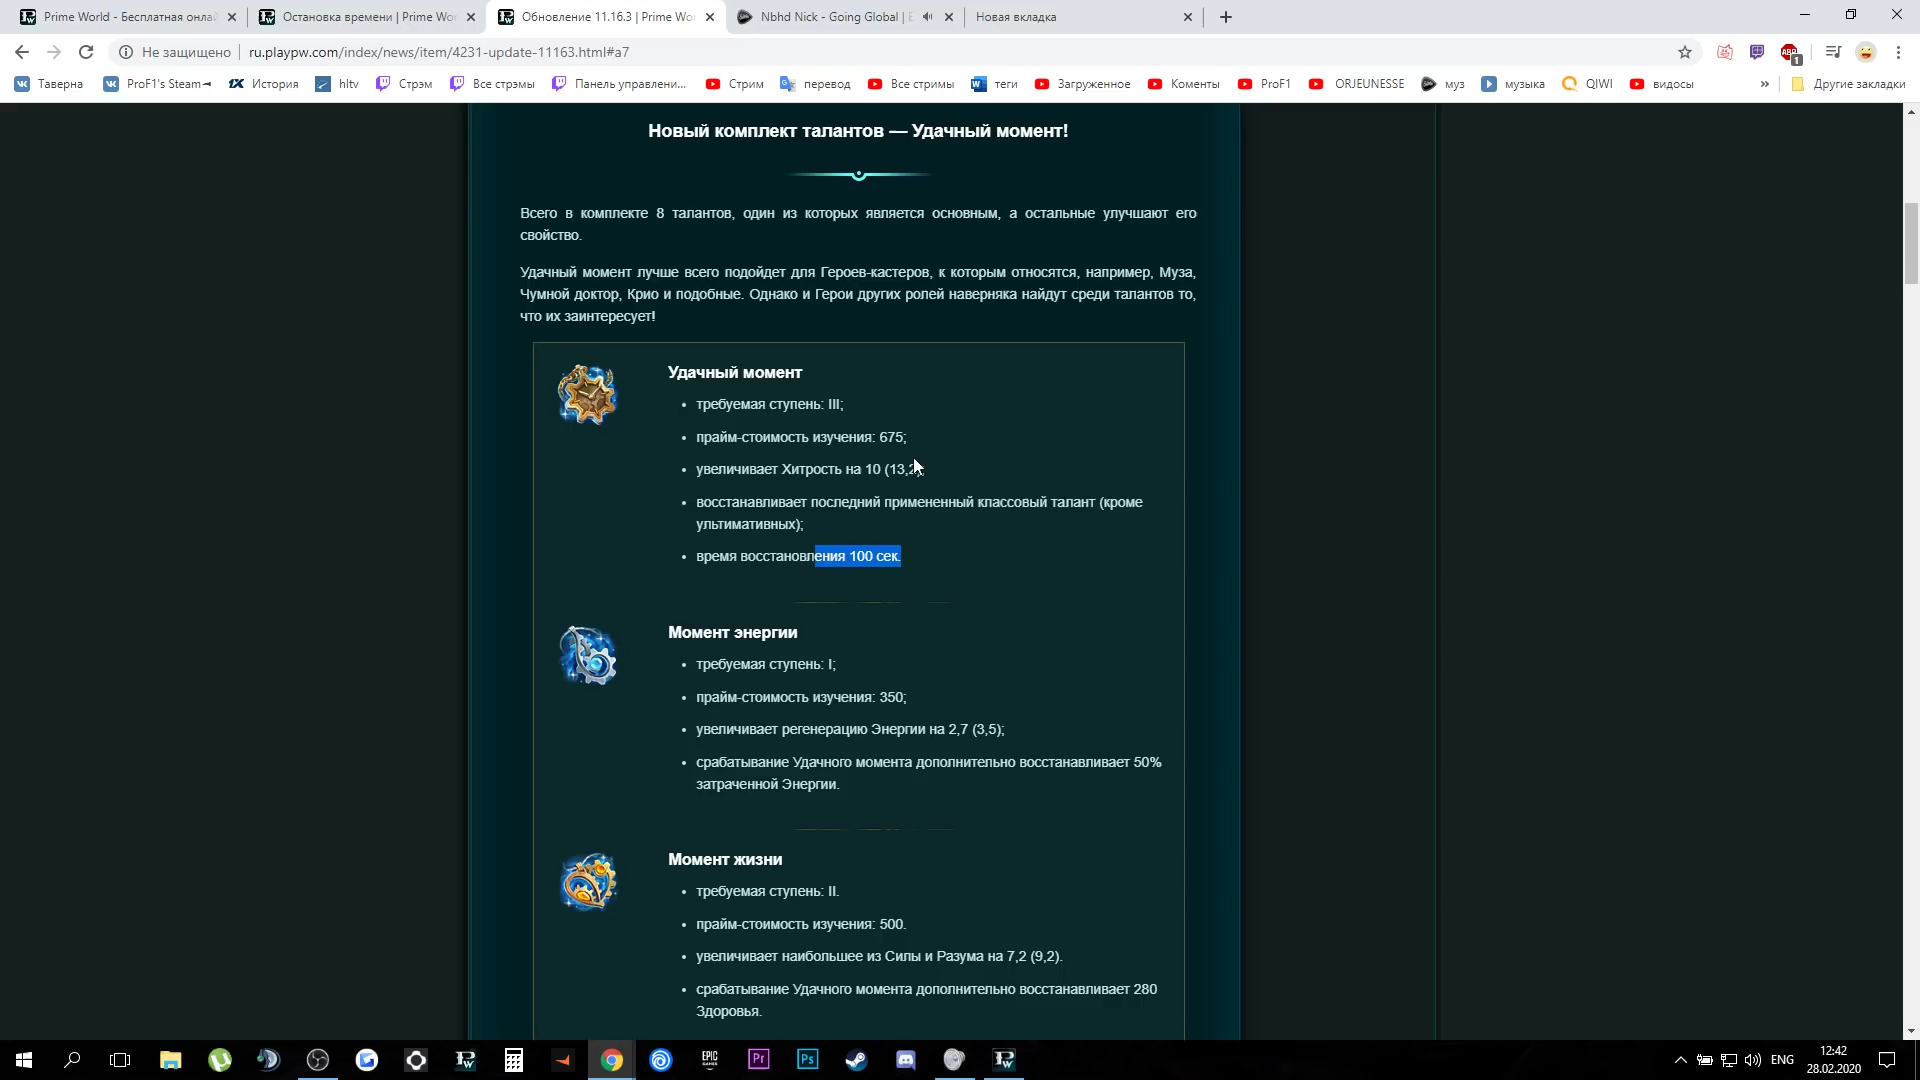 Prime World - Бесплатная онла
Остановка времени | Prime Wo
Обновление 11.16.3 | Prime Wo
Nbhd Nick - Going Global |
Новая вкладка
Не защищено
ru.playpw.com/index/news/item/4231-update-11163.html#a7
Таверна
ProF1's Steam
История
hltv
Стрэм
Все стрэмы
Панель управлени...
Стрим
перевод
Все стримы
теги
Загруженное
Коменты
ProF1
ORJEUNESSE
муз
музыка
QIWI
видосы
»
Другие закладки
Новый комплект талантов — Удачный момент!
Всего в комплекте 8 талантов, один из которых является основным, а остальные улучшают его
свойство.
Удачный момент лучше всего подойдет для Героев-кастеров, к которым относятся, например, Муза,
Чумной доктор, Крио и подобные. Однако и Герои других ролей наверняка найдут среди талантов то,
что их заинтересует!
Удачный момент
• требуемая ступень: III;
• прайм-стоимость изучения: 675;
• увеличивает Хитрость на 10
• восстанавливает последний примененный классовый талант (кроме
ультимативных);
• время восстановления 100 сек.
Момент энергии
• требуемая ступень: I;
• прайм-стоимость изучения: 350;
• увеличивает регенерацию Энергии на 2,7 (3,5);
• срабатывание Удачного момента дополнительно восстанавливает 50%
затраченной Энергии.
Момент жизни
• требуемая ступень: II.
• прайм-стоимость изучения: 500.
• увеличивает наибольшее из Силы и Разума на 7,2 (9,2).
• срабатывание Удачного момента дополнительно восстанавливает 280
Здоровья.
EPIC
GAMES
Pr
Ps
ENG
12:42
28.02.2020